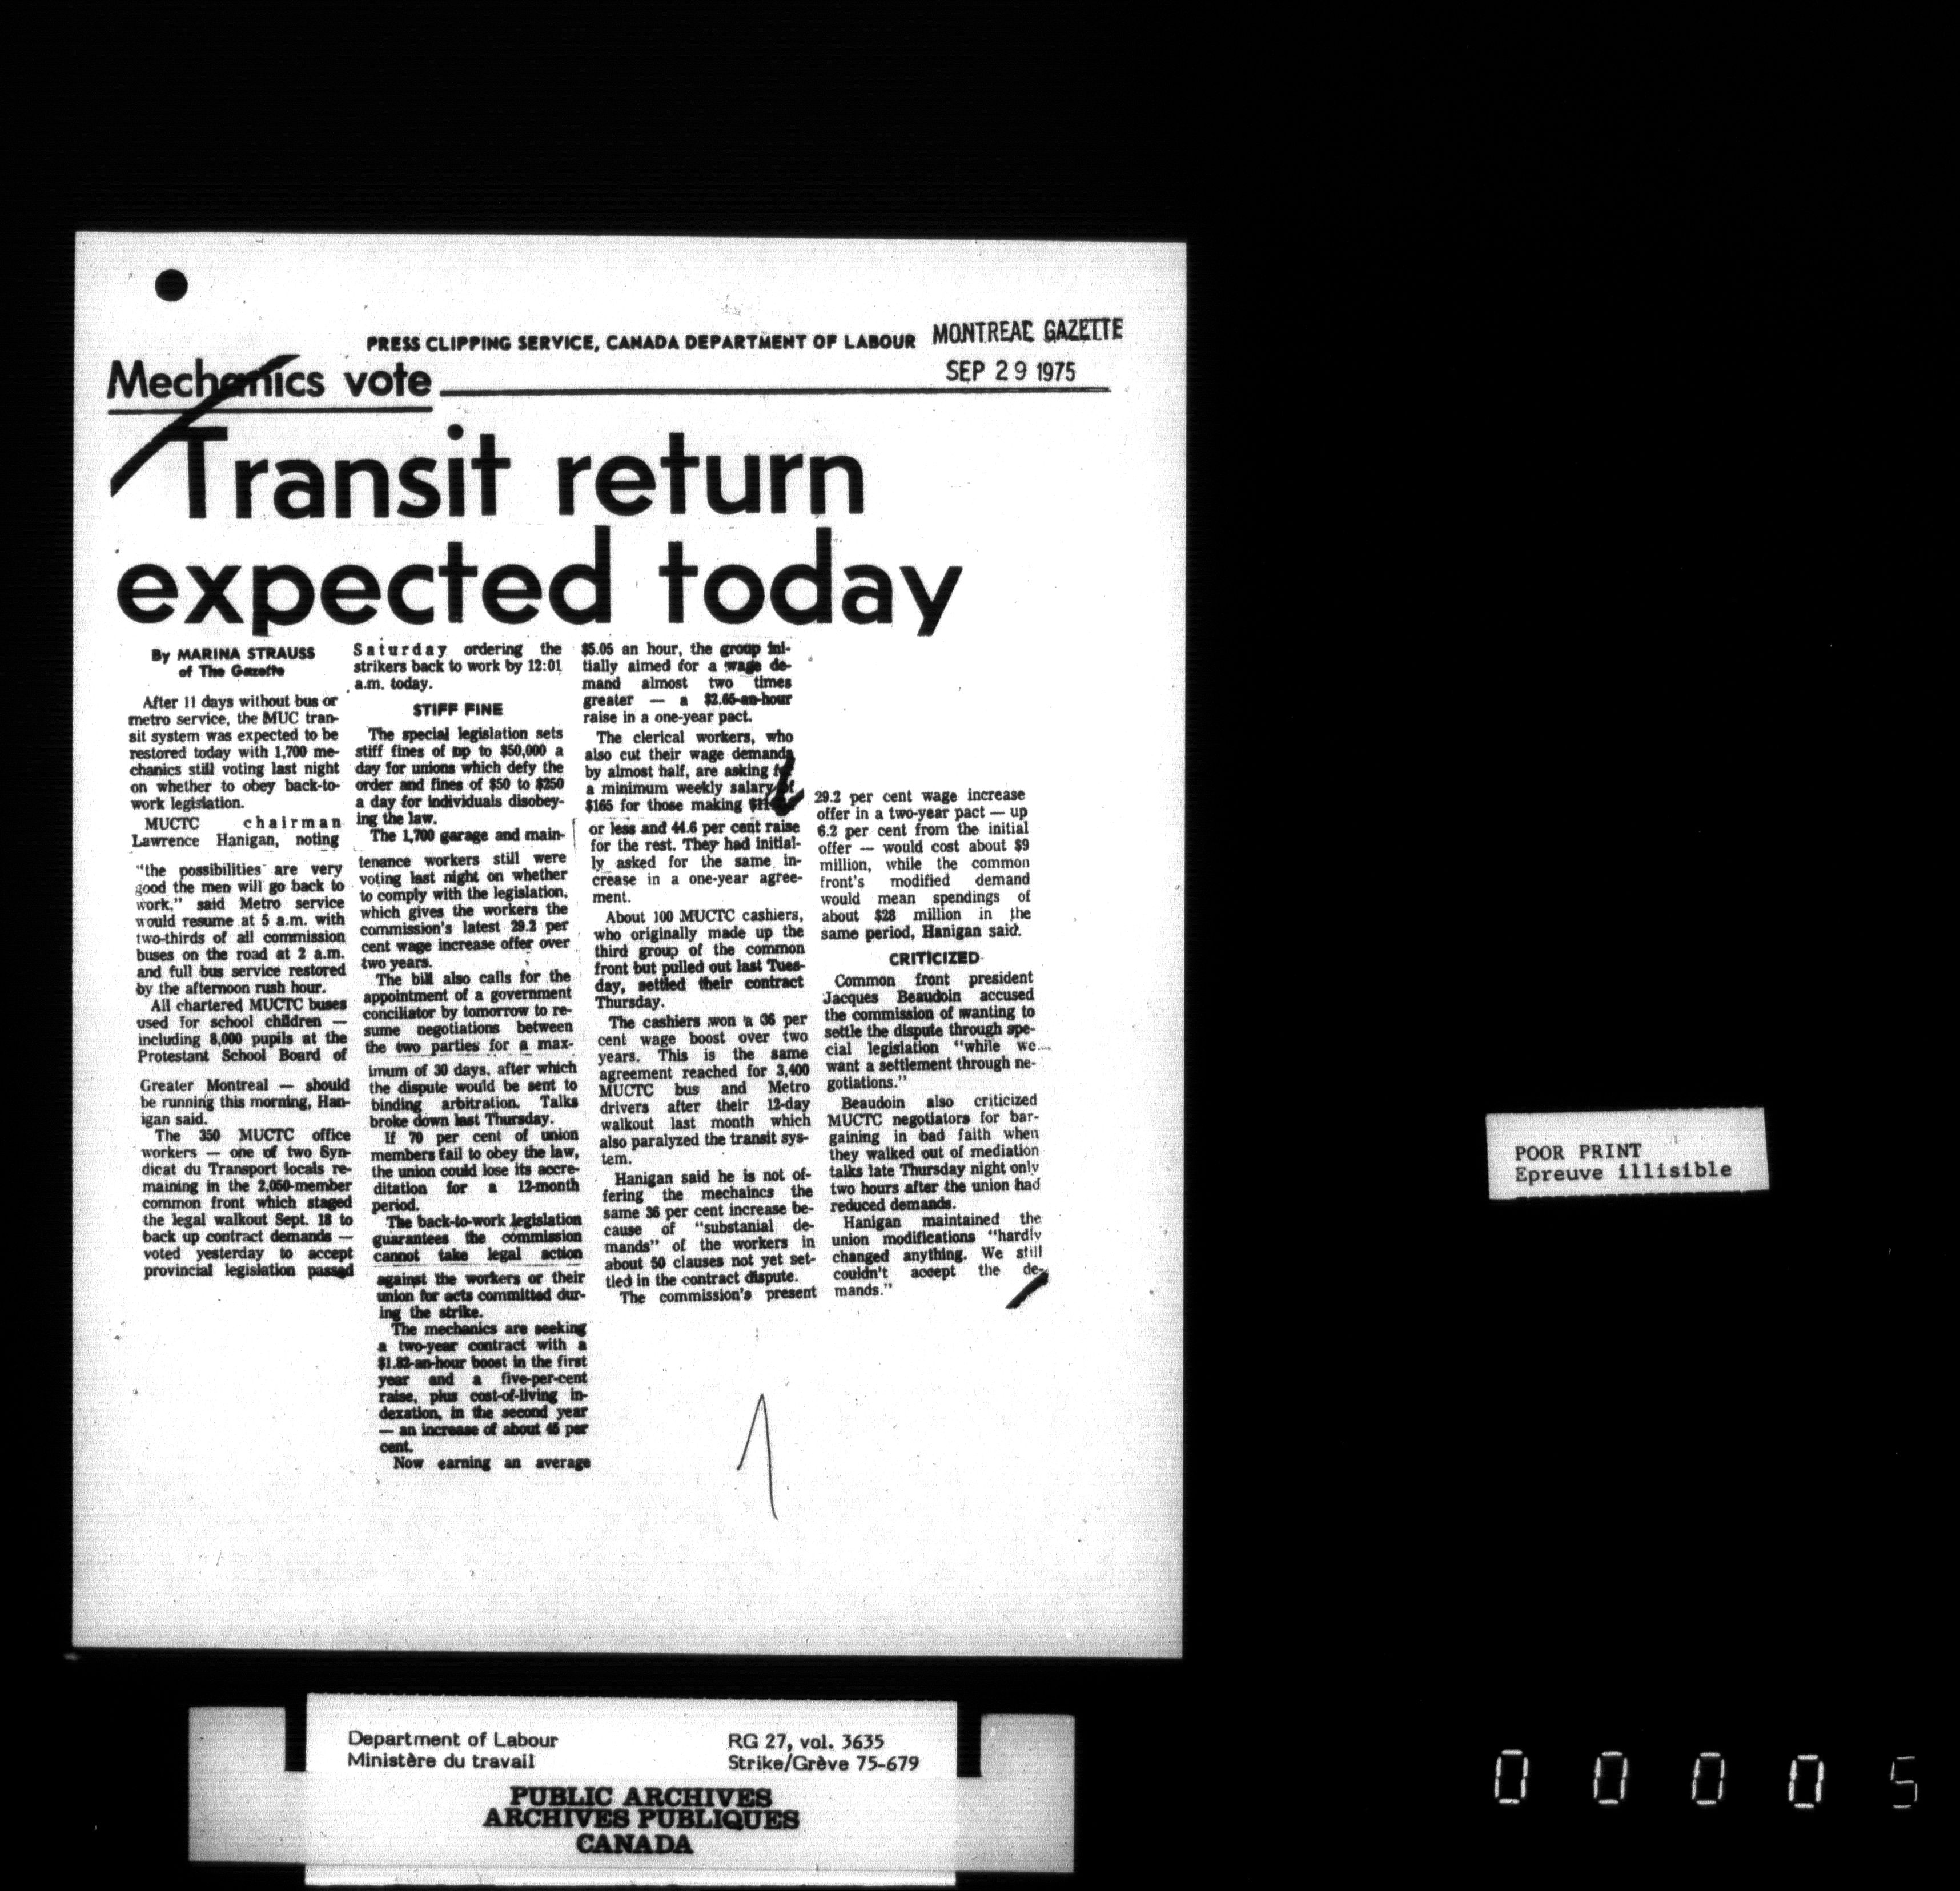 PRESS CLIPPING SERVICE, CANADA DEPARTMENT OF LABOUR
MONTREAL GAZETTE
SEP 29 1975
Mechanics vote
Transit return
expected today
By MARINA STRAUSS
of The Gazette
After 11 days without bus or
metro service, the MUC tran-
sit system was expected to be
restored today with 1,700 me-
chanics still voting last night
on whether to obey back-to-
work legislation.
MUCTC chairman
Lawrence Hanigan, noting
"the possibilities are very
good the men will go back to
work," said Metro service
would resume at 5 a.m. with
two-thirds of all commission
buses on the road at 2 a.m.
and full bus service restored
by the afternoon rush hour.
All chartered MUCTC buses
used for school children —
including 8,000 pupils at the
Protestant School Board of
Greater Montreal — should
be running this morning, Han-
igan said.
The 350 MUCTC office
workers — one of two Syn-
dicat du Transport locals re-
maining in the 2,050-member
common front which staged
the legal walkout Sept. 18 to
back up contract demands —
voted yesterday to accept
provincial legislation passed
Saturday ordering the
strikers back to work by 12:01
a.m. today.
STIFF FINE
The special legislation sets
stiff fines of up to $50,000 a
day for unions which defy the
order and fines of $50 to $250
a day for individuals disobey-
ing the law.
The 1,700 garage and main-
tenance workers still were
voting last night on whether
to comply with the legislation,
which gives the workers the
commission's latest 29.2 per
cent wage increase offer over
two years.
The bill also calls for the
appointment of a government
conciliator by tomorrow to re-
sume negotiations between
the two parties for a max-
imum of 30 days, after which
the dispute would be sent to
binding arbitration. Talks
broke down last Thursday.
If 70 per cent of union
members fail to obey the law,
the union could lose its accre-
ditation for a 12-month
period.
The back-to-work legislation
guarantees the commission
cannot take legal action
against the workers or their
union for acts committed dur-
ing the strike.
The mechanics are seeking
a two-year contract with a
$1.82-an-hour boost in the first
year and a five-per-cent
raise, plus cost-of-living in-
dexation, in the second year
— an increase of about 45 per
cent.
Now earning an average
$5.05 an hour, the group ini-
tially aimed for a wage de-
mand almost two times
greater — a $2.65-an-hour
raise in a one-year pact.
The clerical workers, who
also cut their wage demands
by almost half, are asking
a minimum weekly salary of
$165 for those making
or less and 44.6 per cent raise
for the rest. They had initial-
ly asked for the same in-
crease in a one-year agree-
ment.
About 100 MUCTC cashiers,
who originally made up the
third group of the common
front but pulled out last Tues-
day, settled their contract
Thursday.
The cashiers won a 36 per
cent wage boost over two
years. This is the same
agreement reached for 3,400
MUCTC bus and Metro
drivers after their 12-day
walkout last month which
also paralyzed the transit sys-
tem.
Hanigan said he is not of-
fering the mechaincs the
same 36 per cent increase be-
cause of "substanial de-
mands" of the workers in
about 50 clauses not yet set-
tled in the contract dispute.
The commission's present
29.2 per cent wage increase
offer in a two-year pact — up
6.2 per cent from the initial
offer — would cost about $9
million, while the common
front's modified demand
would mean spendings of
about $28 million in the
same period, Hanigan said.
CRITICIZED
Common front president
Jacques Beaudoin accused
the commission of wanting to
settle the dispute through spe-
cial legislation "while we
want a settlement through ne-
gotiations."
Beaudoin also criticized
MUCTC negotiators for bar-
gaining in bad faith when
they walked out of mediation
talks late Thursday night only
two hours after the union had
reduced demands.
Hanigan maintained the
union modifications "hardly
changed anything. We still
couldn't accept the de-
mands."
POOR PRINT
Epreuve illisible
Department of Labour
Ministère du travail
RG 27, vol. 3635
Strike/Grève 75-679
PUBLIC ARCHIVES
ARCHIVES PUBLIQUES
CANADA
0 0 0 0 5